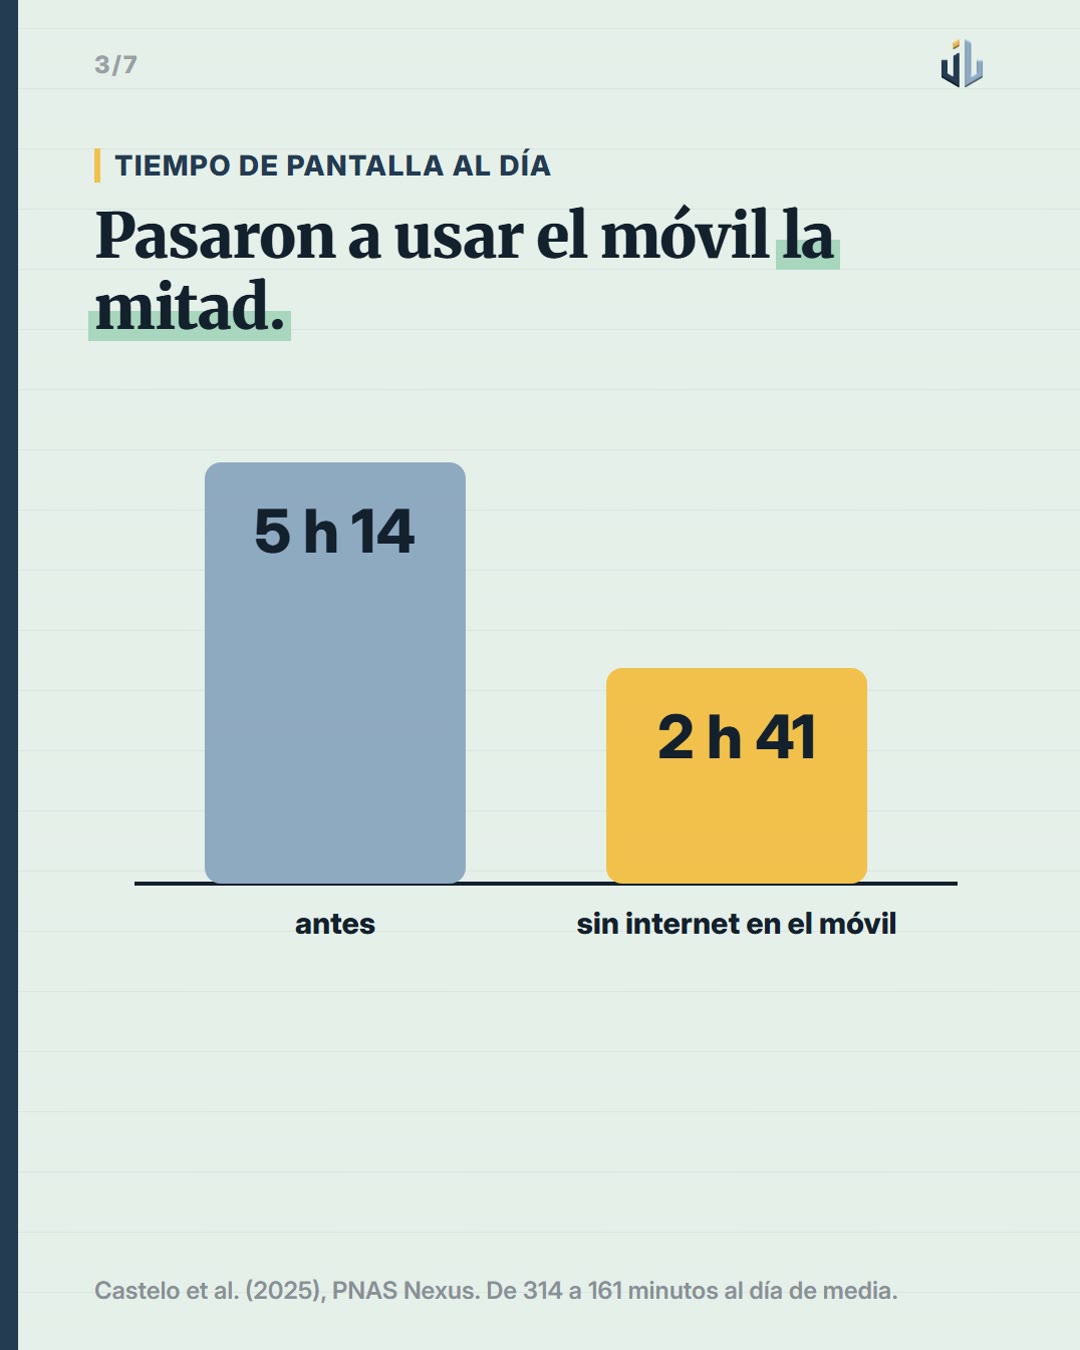 3/7
TIEMPO DE PANTALLA AL DÍA
Pasaron a usar el móvil la
mitad.
5 h 14
2 h 41
antes
sin internet en el móvil
Castelo et al. (2025), PNAS Nexus. De 314 a 161 minutos al día de media.